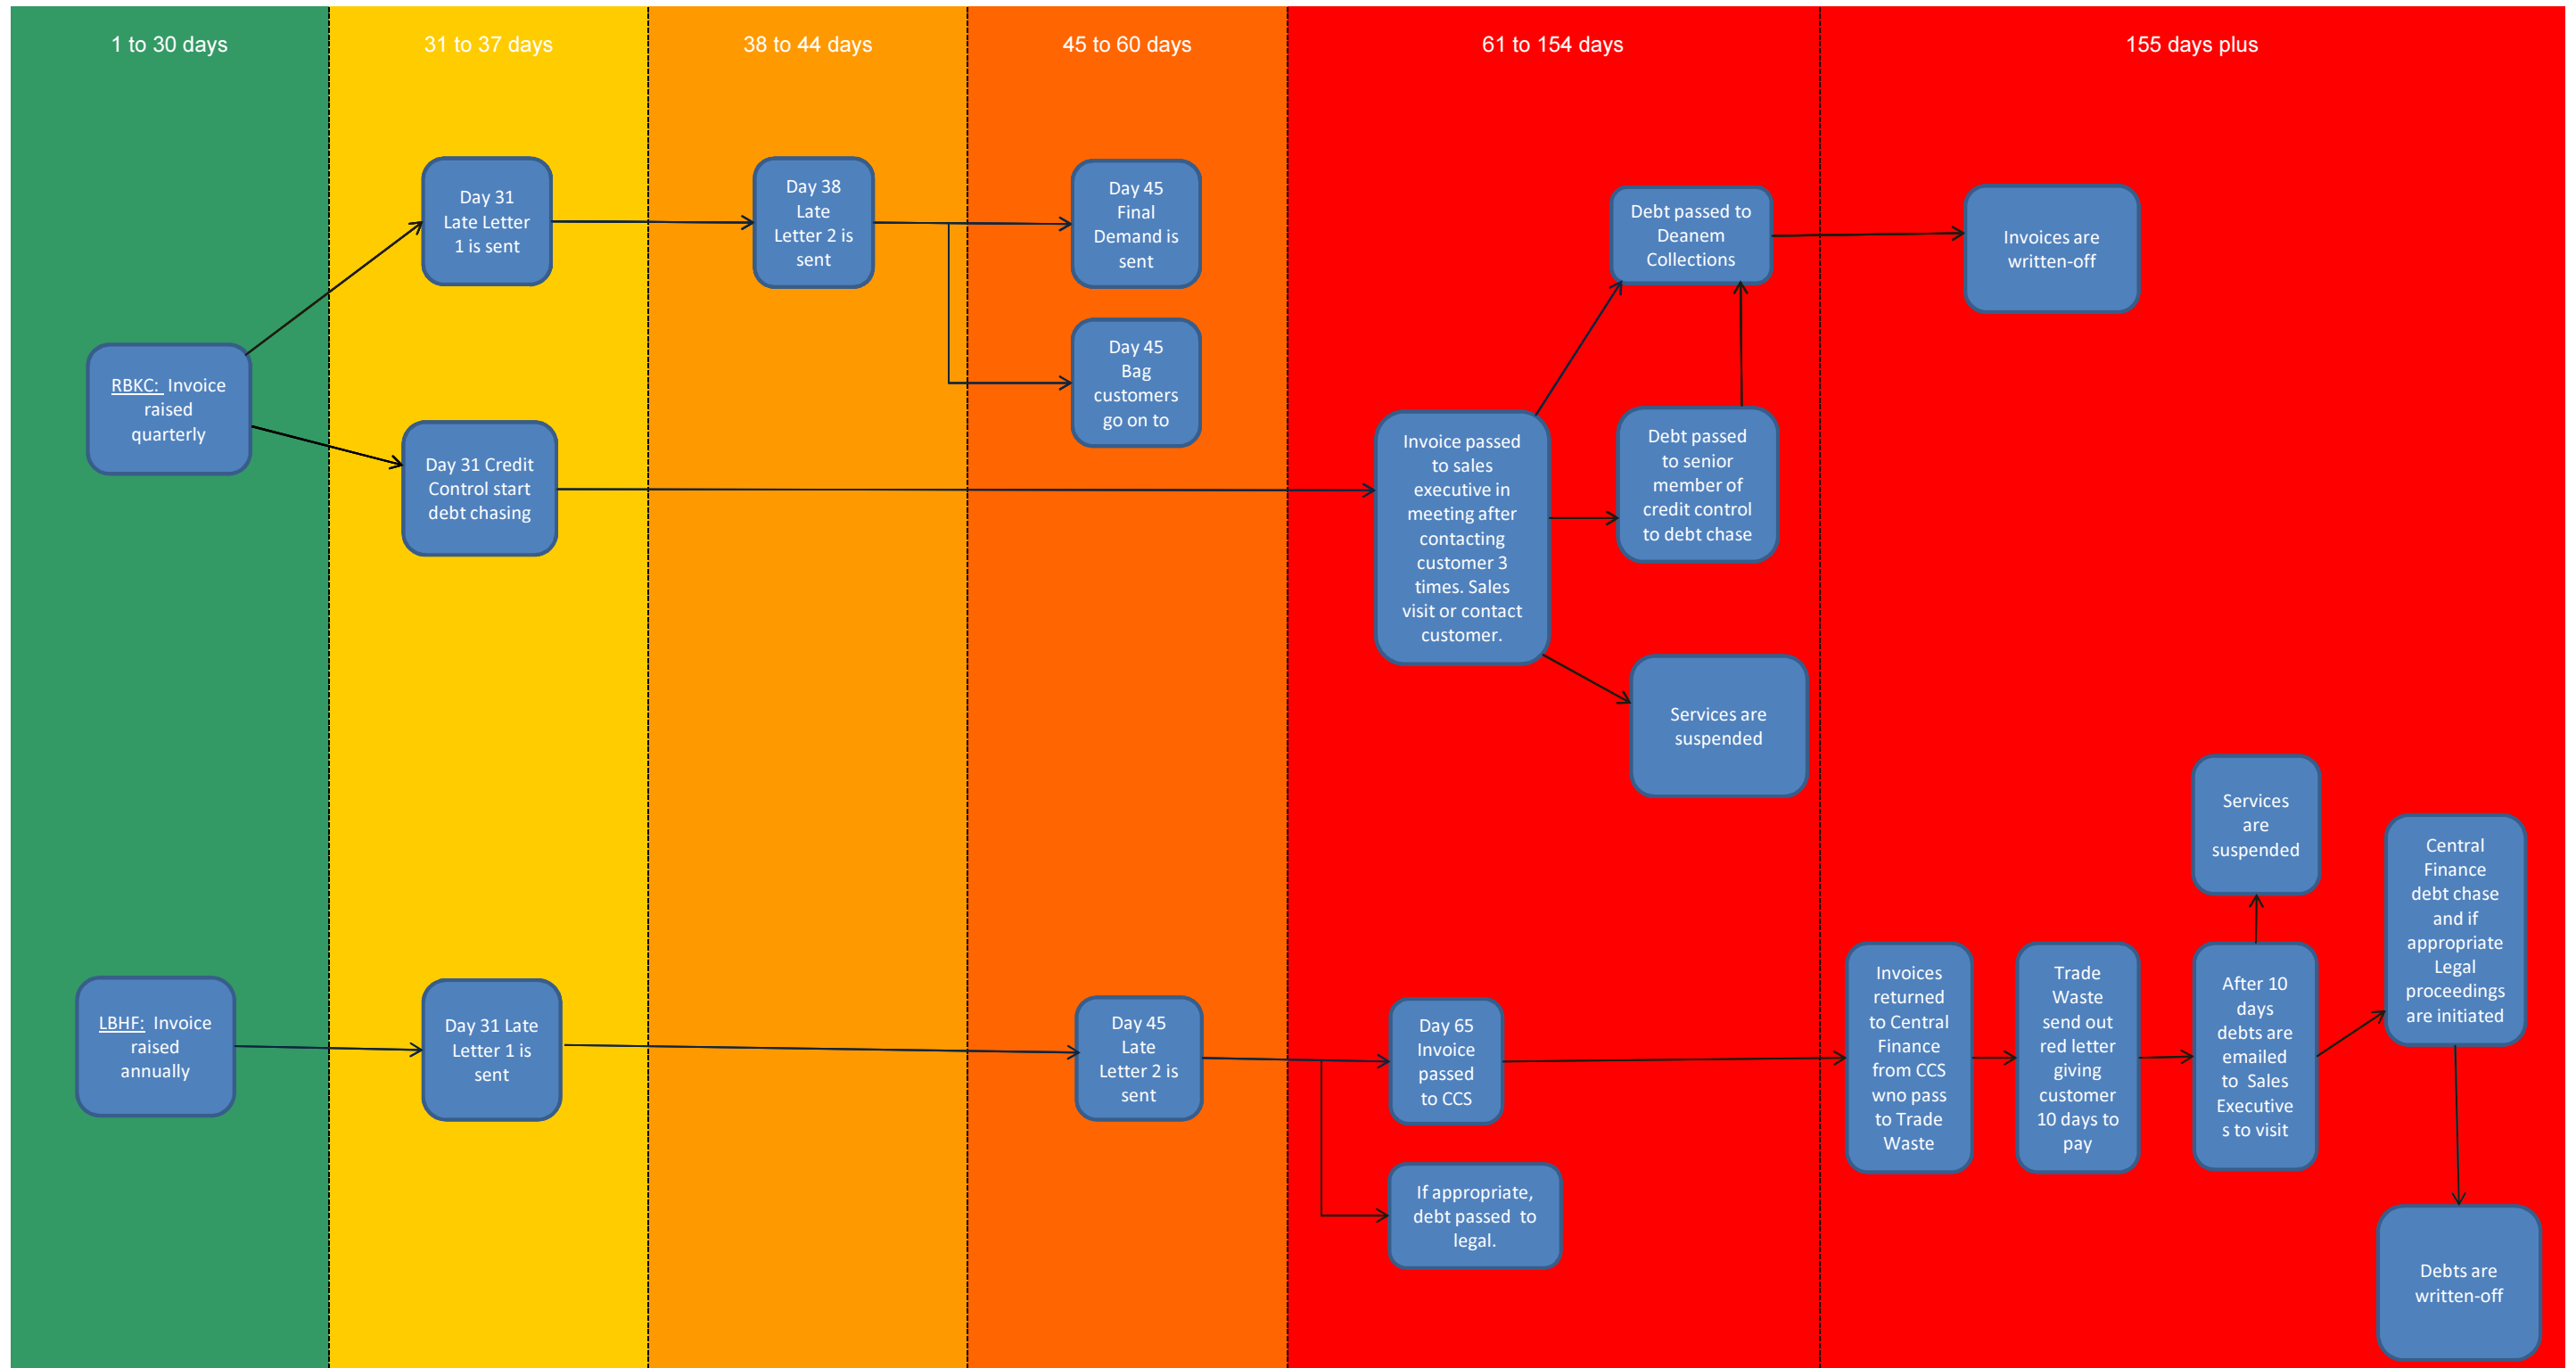 1 to 30 days
31 to 37 days
38 to 44 days
45 to 60 days
61 to 154 days
155 days plus
RBKC: Invoice
raised
quarterly
Day 31
Late Letter
1 is sent
Day 38
Late
Letter 2 is
sent
Day 45
Final
Demand is
sent
Day 45
Bag
customers
go on to
Day 31 Credit
Control start
debt chasing
Invoice passed
to sales
executive in
meeting after
contacting
customer 3
times. Sales
visit or contact
customer.
Debt passed to
Deanem
Collections
Debt passed
to senior
member of
credit control
to debt chase
Services are
suspended
Invoices are
written-off
LBHF: Invoice
raised
annually
Day 31 Late
Letter 1 is
sent
Day 45
Late
Letter 2 is
sent
Day 65
Invoice
passed
to CCS
If appropriate,
debt passed to
legal.
Invoices
returned
to Central
Finance
from CCS
wno pass
to Trade
Waste
Trade
Waste
send out
red letter
giving
customer
10 days to
pay
After 10
days
debts are
emailed
to Sales
Executive
s to visit
Services
are
suspended
Central
Finance
debt chase
and if
appropriate
Legal
proceedings
are initiated
Debts are
written-off